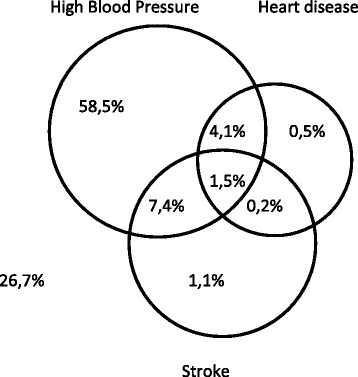 High Blood Pressure
Heart disease
58,5%
4,1%
0,5%
1,5%
7,4%
0,2%
26,7%
1,1%
Stroke